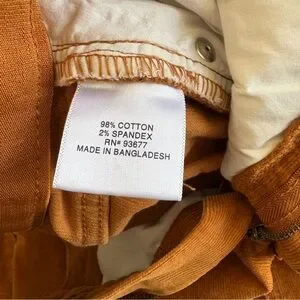 98% COTTON
2% SPANDEX
RN# 93677
MADE IN BANGLADESH